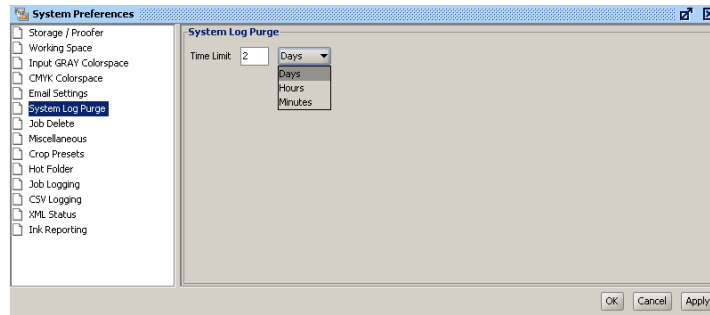 System Preferences
Storage / Proofer
Working Space
Input GRAY Colorspace
CMYK Colorspace
Email Settings
System Log Purge
Job Delete
Miscellaneous
Crop Presets
Hot Folder
Job Logging
CSV Logging
XML Status
Ink Reporting
System Log Purge
Time Limit 2 Days
Days
Hours
Minutes
OK Cancel Apply